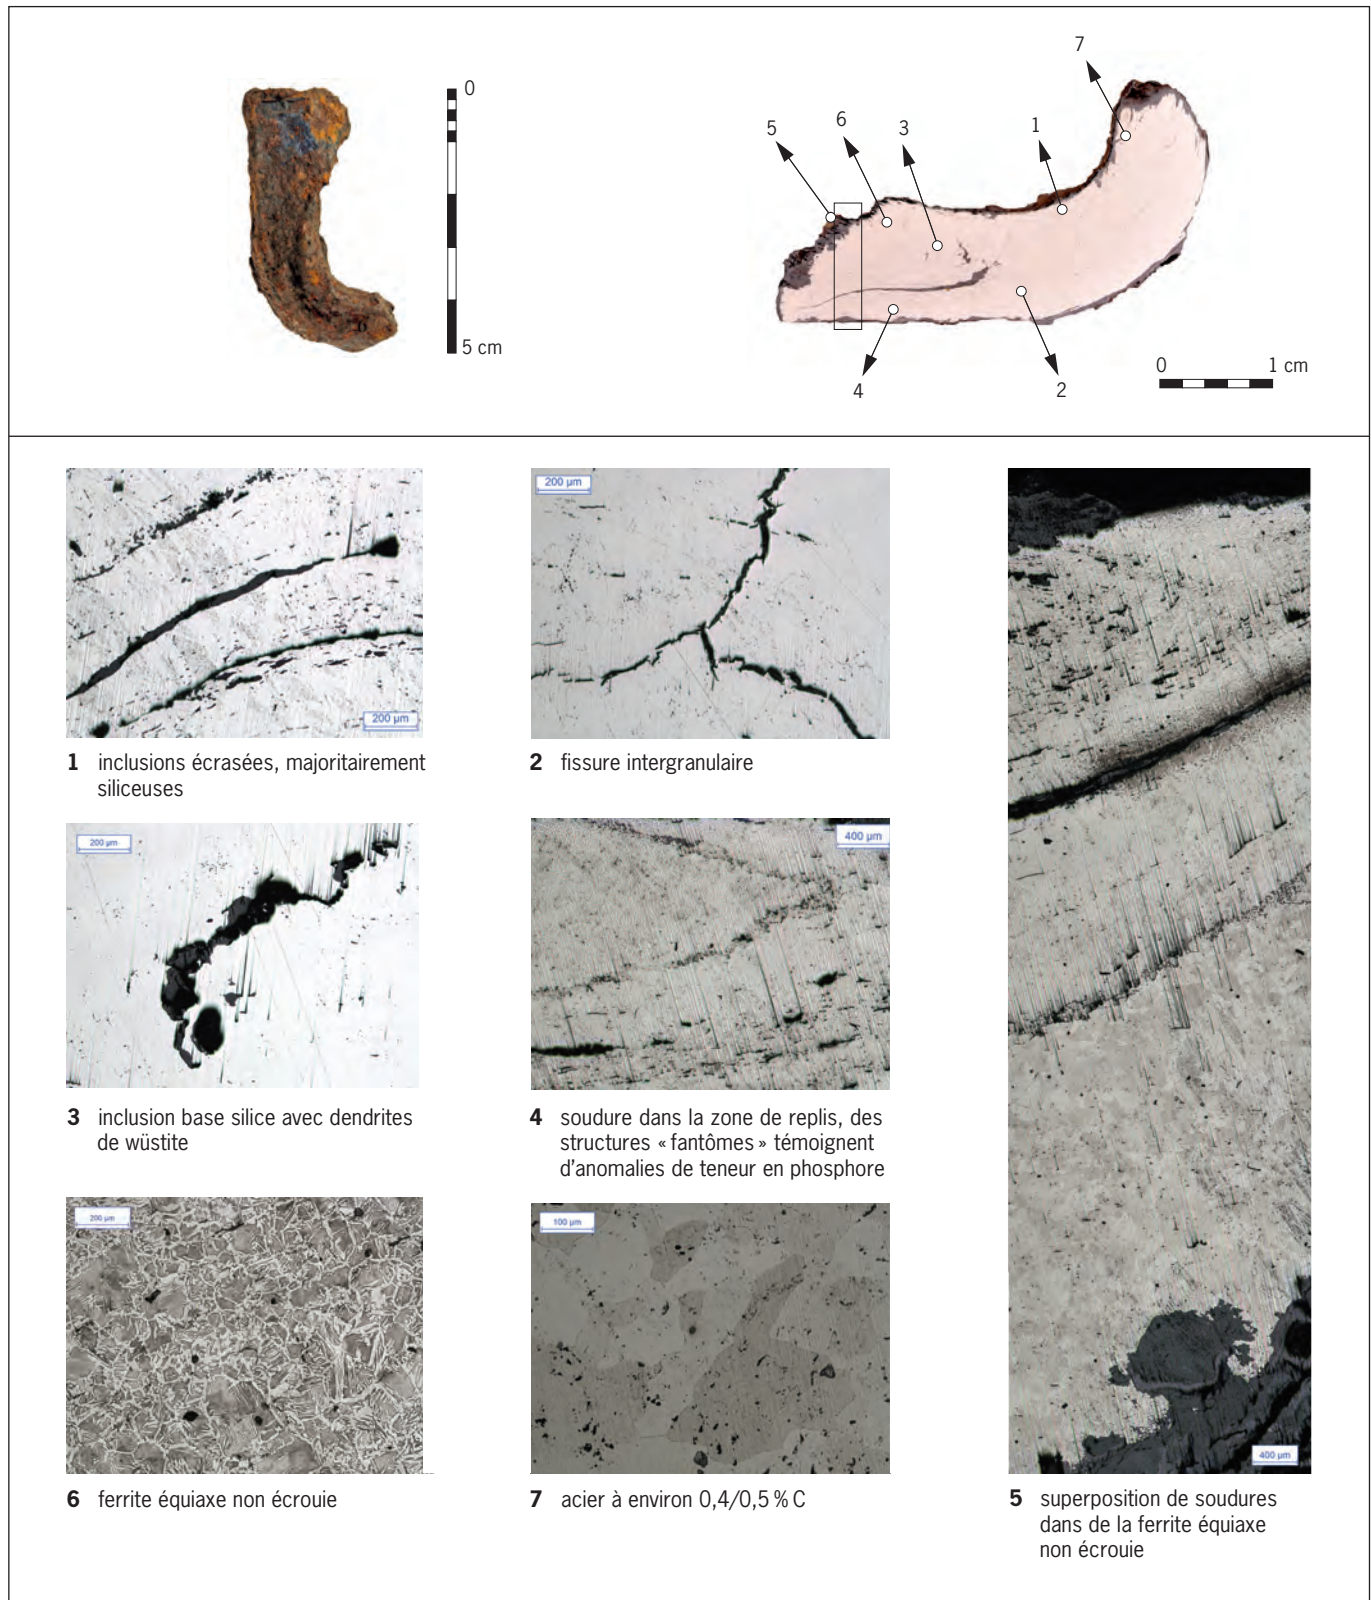 0
5 cm
7
6
3
5
1
4
2
0 1 cm
200 µm
1 inclusions écrasées, majoritairement
siliceuses
200 µm
2 fissure intergranulaire
200 µm
3 inclusion base silice avec dendrites
de wüstite
400 µm
4 soudure dans la zone de replis, des
structures « fantômes » témoignent
d’anomalies de teneur en phosphore
200 µm
6 ferrite équiaxe non écrouie
100 µm
7 acier à environ 0,4/0,5 % C
400 µm
5 superposition de soudures
dans de la ferrite équiaxe
non écrouie